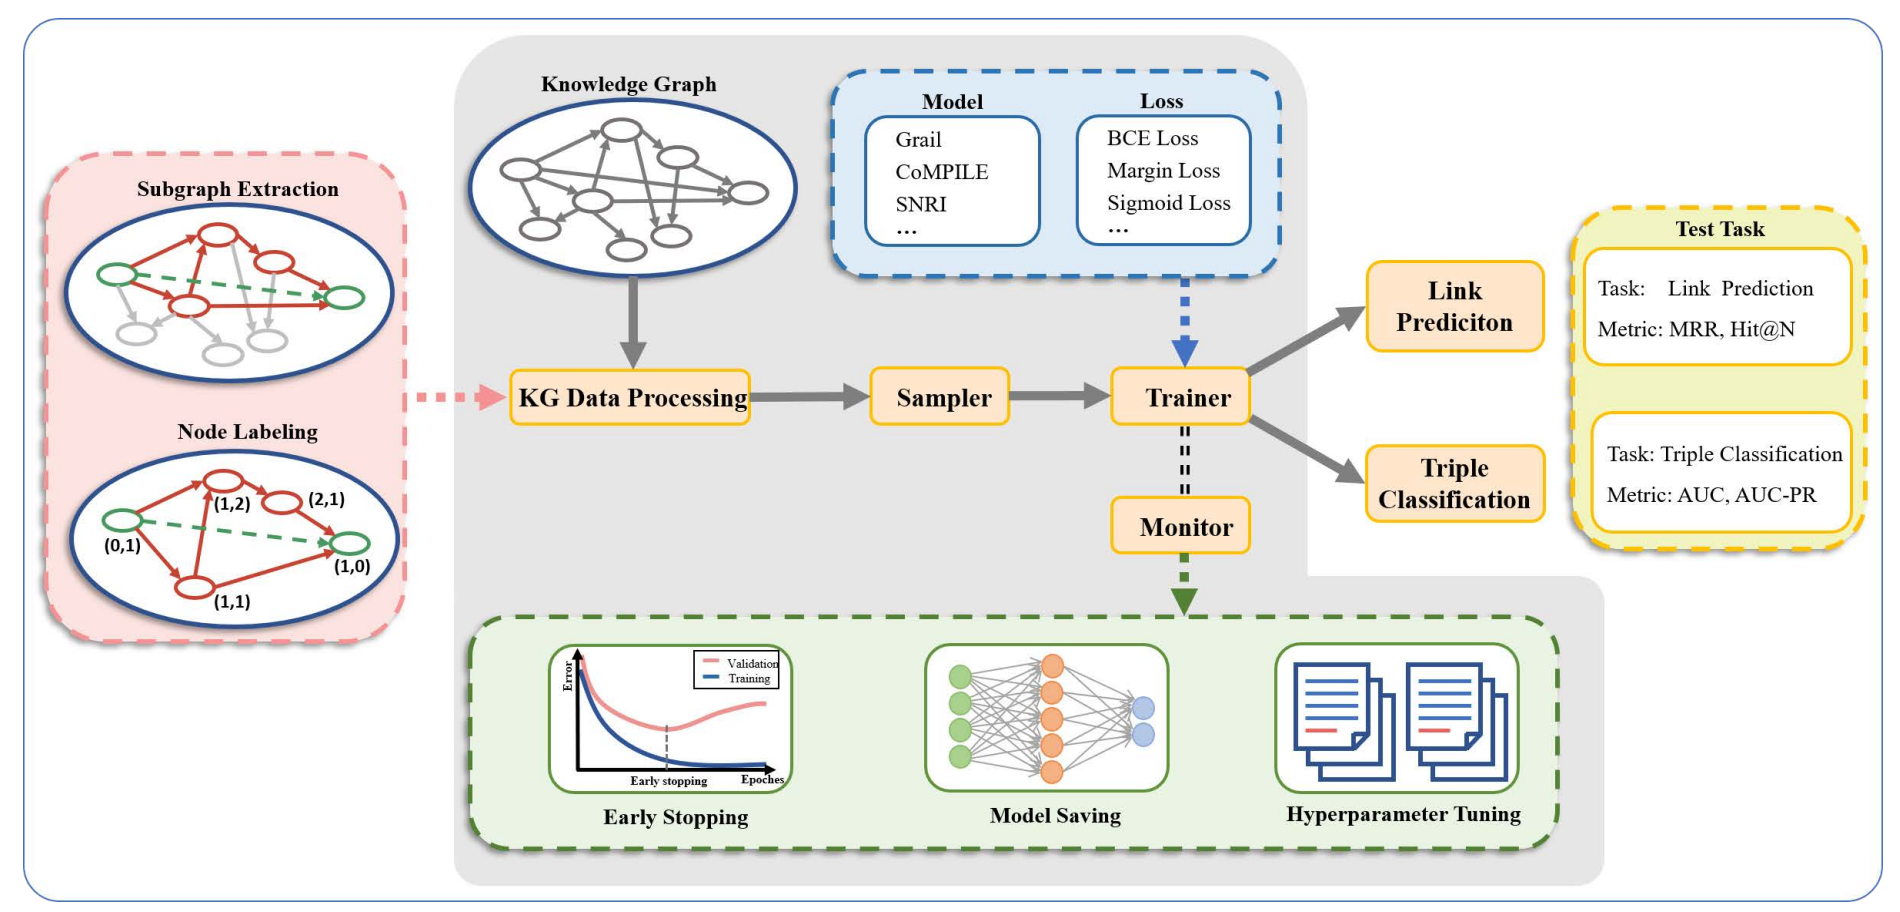 Knowledge Graph
Subgraph Extraction
Node Labeling
(1,2)
(2,1)
(0,1)
(1,0)
(1,1)
Model
Grail
CoMPILE
SNRI
...
Loss
BCE Loss
Margin Loss
Sigmoid Loss
...
KG Data Processing
Sampler
Trainer
Monitor
Link
Prediciton
Triple
Classification
Test Task
Task: Link Prediction
Metric: MRR, Hit@N
Task: Triple Classification
Metric: AUC, AUC-PR
Error
Validation
Training
Early stopping
Epoches
Early Stopping
Model Saving
Hyperparameter Tuning